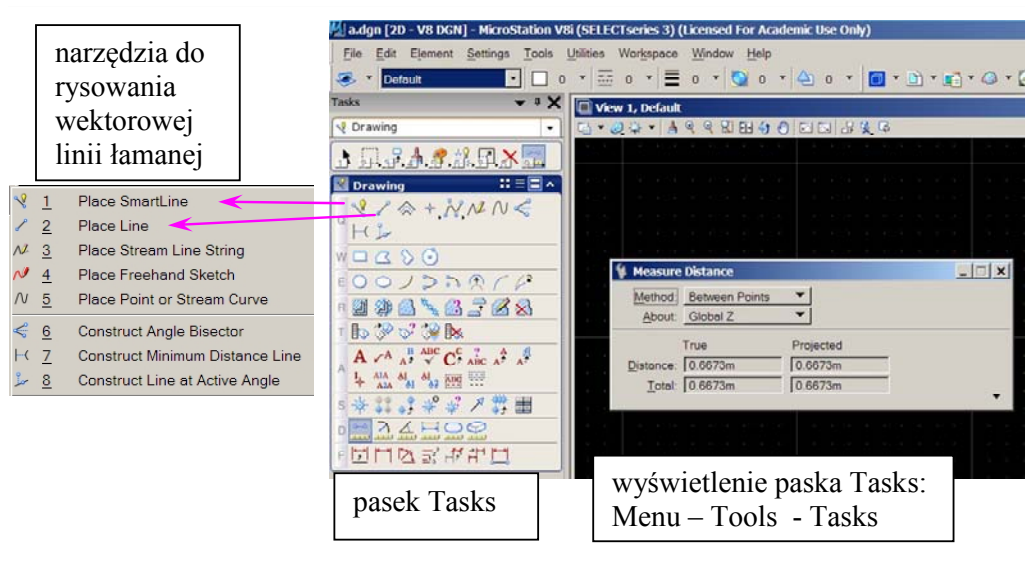 narzędzia do
rysowania
wektorowej
linii łamanej
1 Place SmartLine
2 Place Line
3 Place Stream Line String
4 Place Freehand Sketch
5 Place Point or Stream Curve
6 Construct Angle Bisector
7 Construct Minimum Distance Line
8 Construct Line at Active Angle
a.dgn [2D - V8 DGN] - MicroStation V8i (SELECTseries 3) (Licensed For Academic Use Only)
File Edit Element Settings Tools Utilities Workspace Window Help
Default 0 0 0 0 0
Tasks
Drawing
Drawing
Q
W
E
R
T
A
S
D
F
View 1, Default
Measure Distance
Method: Between Points
About: Global Z
True Projected
Distance: 0.6673m 0.6673m
Total: 0.6673m 0.6673m
pasek Tasks
wyświetlenie paska Tasks:
Menu – Tools - Tasks